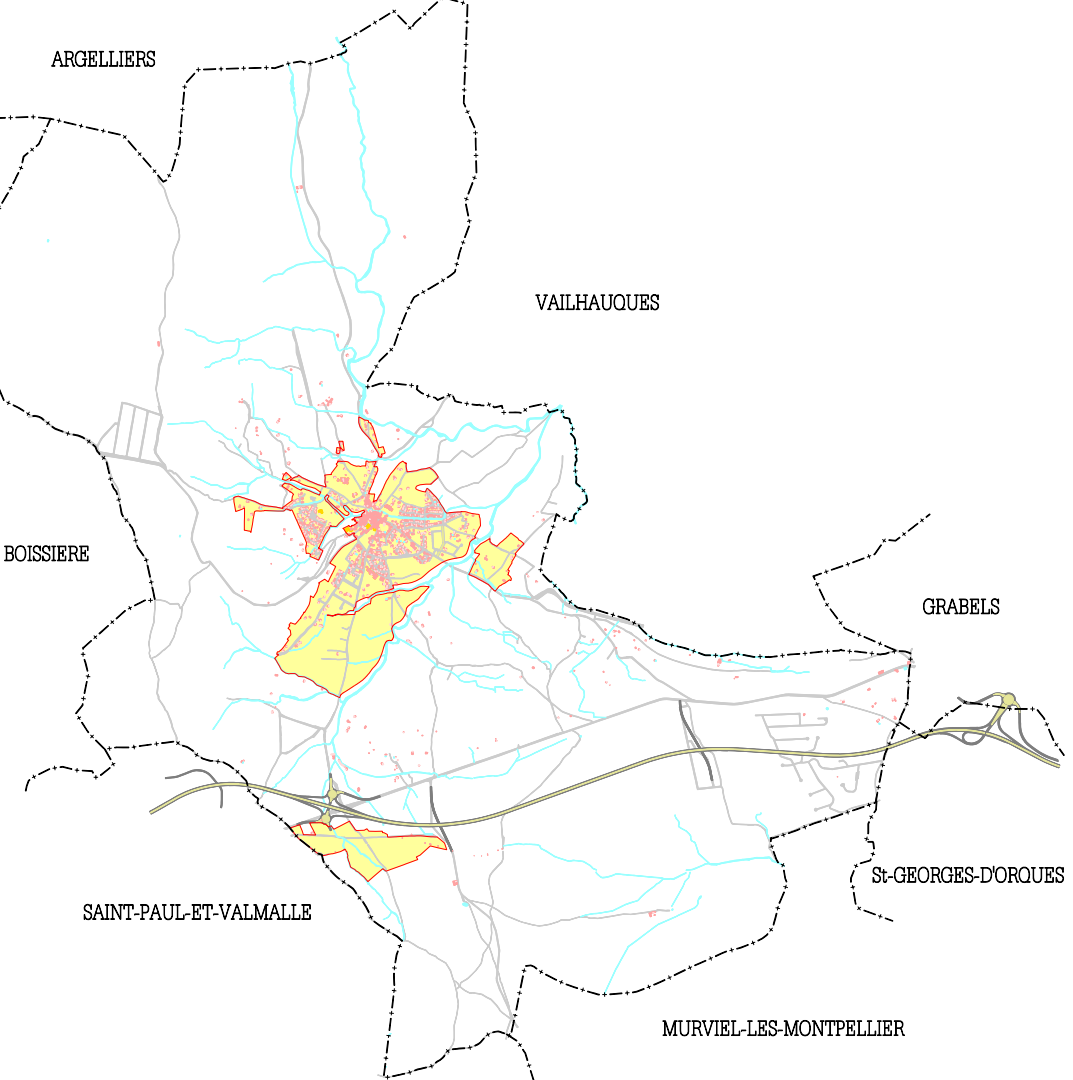 ARGELLIERS
VAILHAUQUES
BOISSIERE
GRABELS
St-GEORGES-D'ORQUES
SAINT-PAUL-ET-VALMALLE
MURVIEL-LES-MONTPELLIER